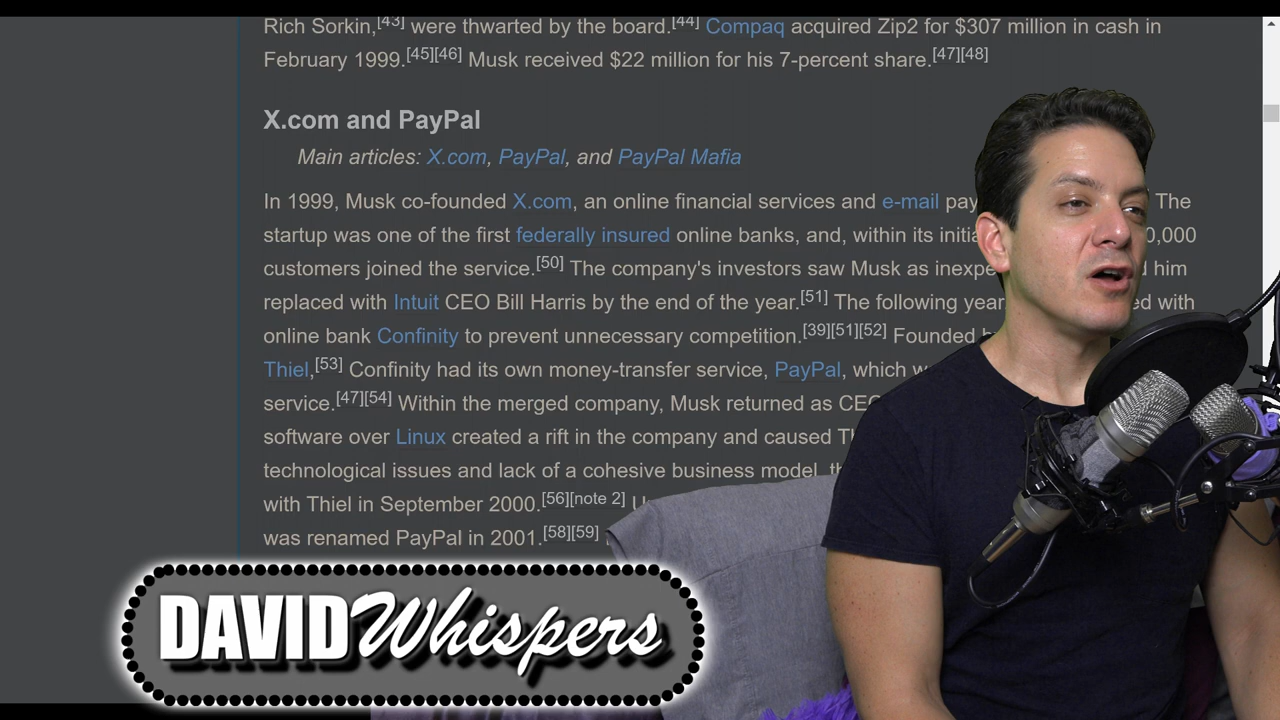 Rich Sorkin,[43] were thwarted by the board.[44] Compaq acquired Zip2 for $307 million in cash in
February 1999.[45][46] Musk received $22 million for his 7-percent share.[47][48]
X.com and PayPal
Main articles: X.com, PayPal, and PayPal Mafia
In 1999, Musk co-founded X.com, an online financial services and e-mail pay The
startup was one of the first federally insured online banks, and, within its initia 0,000
customers joined the service.[50] The company's investors saw Musk as inexpe d him
replaced with Intuit CEO Bill Harris by the end of the year.[51] The following year ed with
online bank Confinity to prevent unnecessary competition.[39][51][52] Founded b
Thiel,[53] Confinity had its own money-transfer service, PayPal, which w
service.[47][54] Within the merged company, Musk returned as CEO
software over Linux created a rift in the company and caused Th
technological issues and lack of a cohesive business model, th
with Thiel in September 2000.[56][note 2] U
was renamed PayPal in 2001.[58][59]
DAVID Whispers